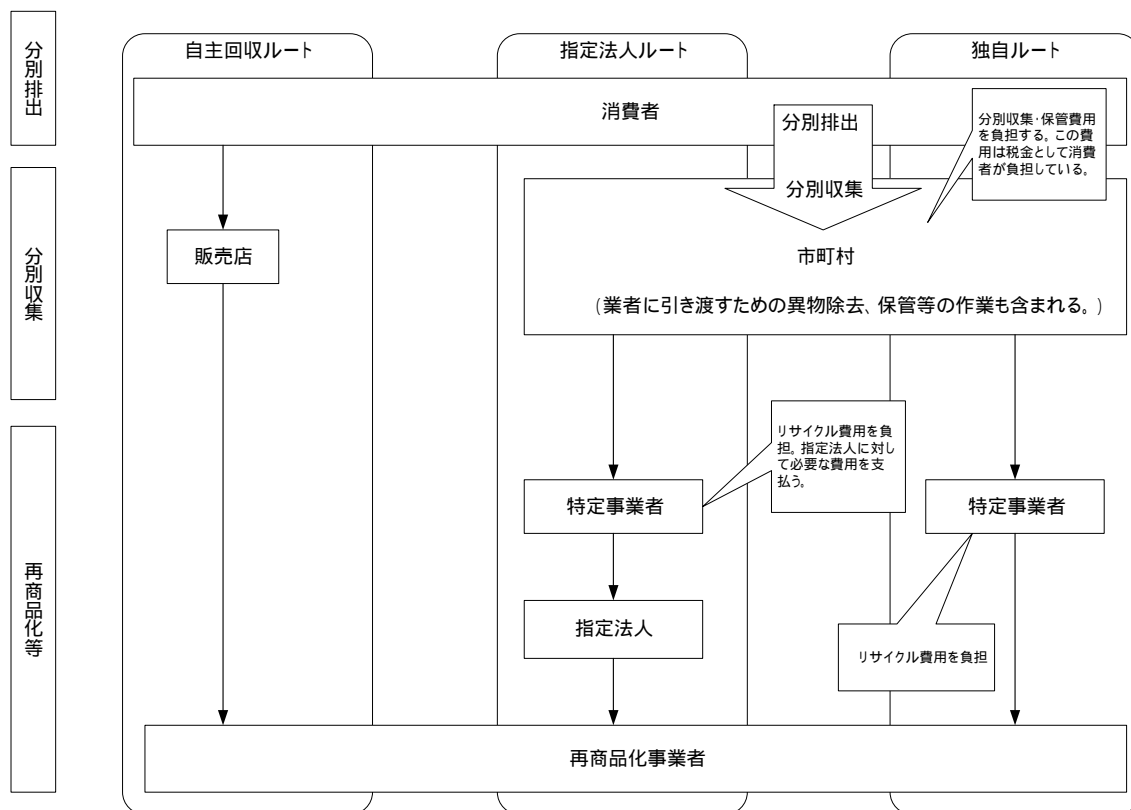 分別排出
自主回収ルート
指定法人ルート
独自ルート
消費者
分別排出
分別収集
分別収集・保管費用
を負担する。この費
用は税金として消費
者が負担している。
分別収集
販売店
市町村
(業者に引き渡すための異物除去、保管等の作業も含まれる。)
再商品化等
リサイクル費用を負
担。指定法人に対し
て必要な費用を支
払う。
特定事業者
特定事業者
指定法人
リサイクル費用を負担
再商品化事業者